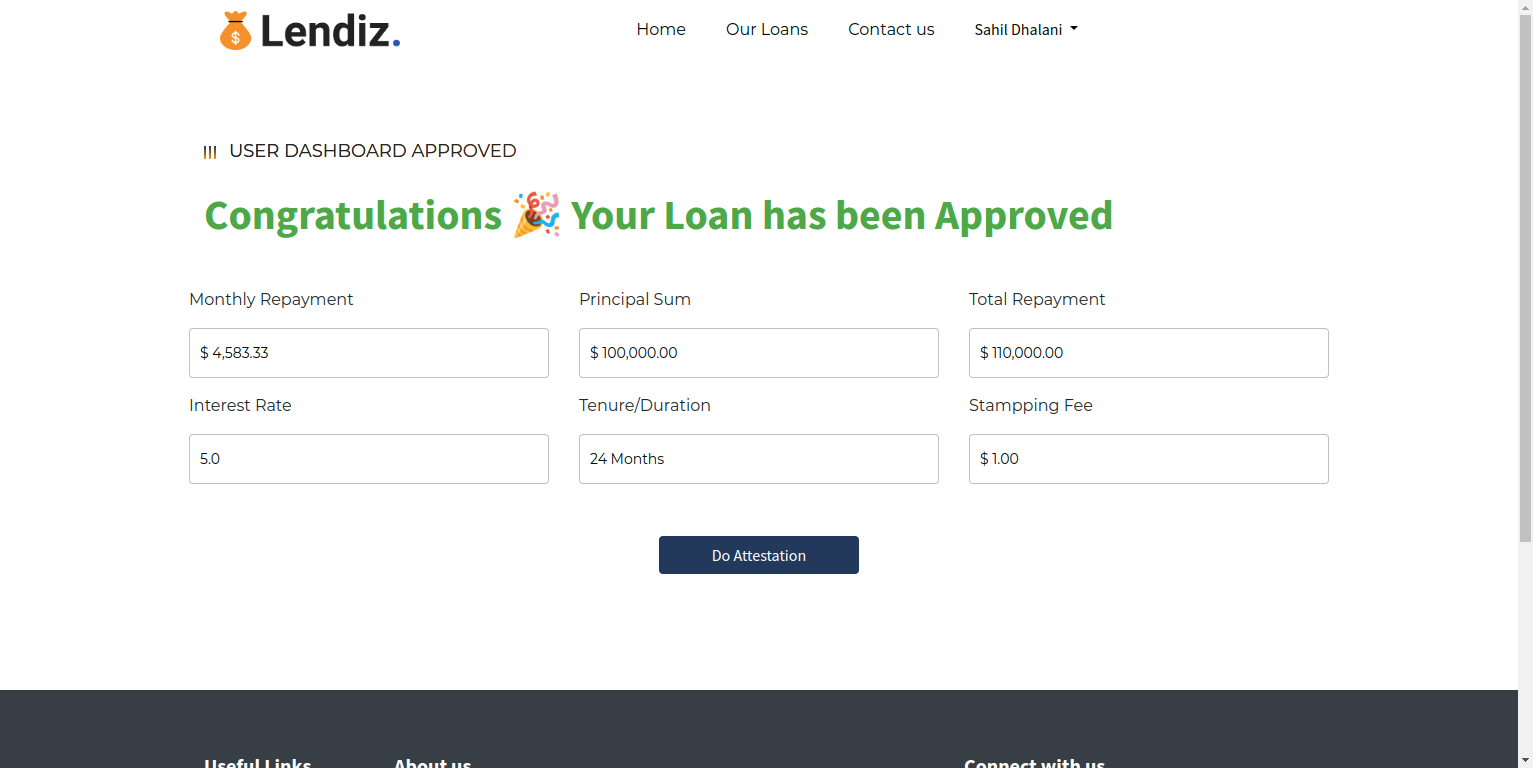 Lendiz.
Home Our Loans Contact us Sahil Dhalani
USER DASHBOARD APPROVED
Congratulations 🎉 Your Loan has been Approved
Monthly Repayment Principal Sum Total Repayment
$ 4,583.33 $ 100,000.00 $ 110,000.00
Interest Rate Tenure/Duration Stampping Fee
5.0 24 Months $ 1.00
Do Attestation
Useful Links About us Connect with us